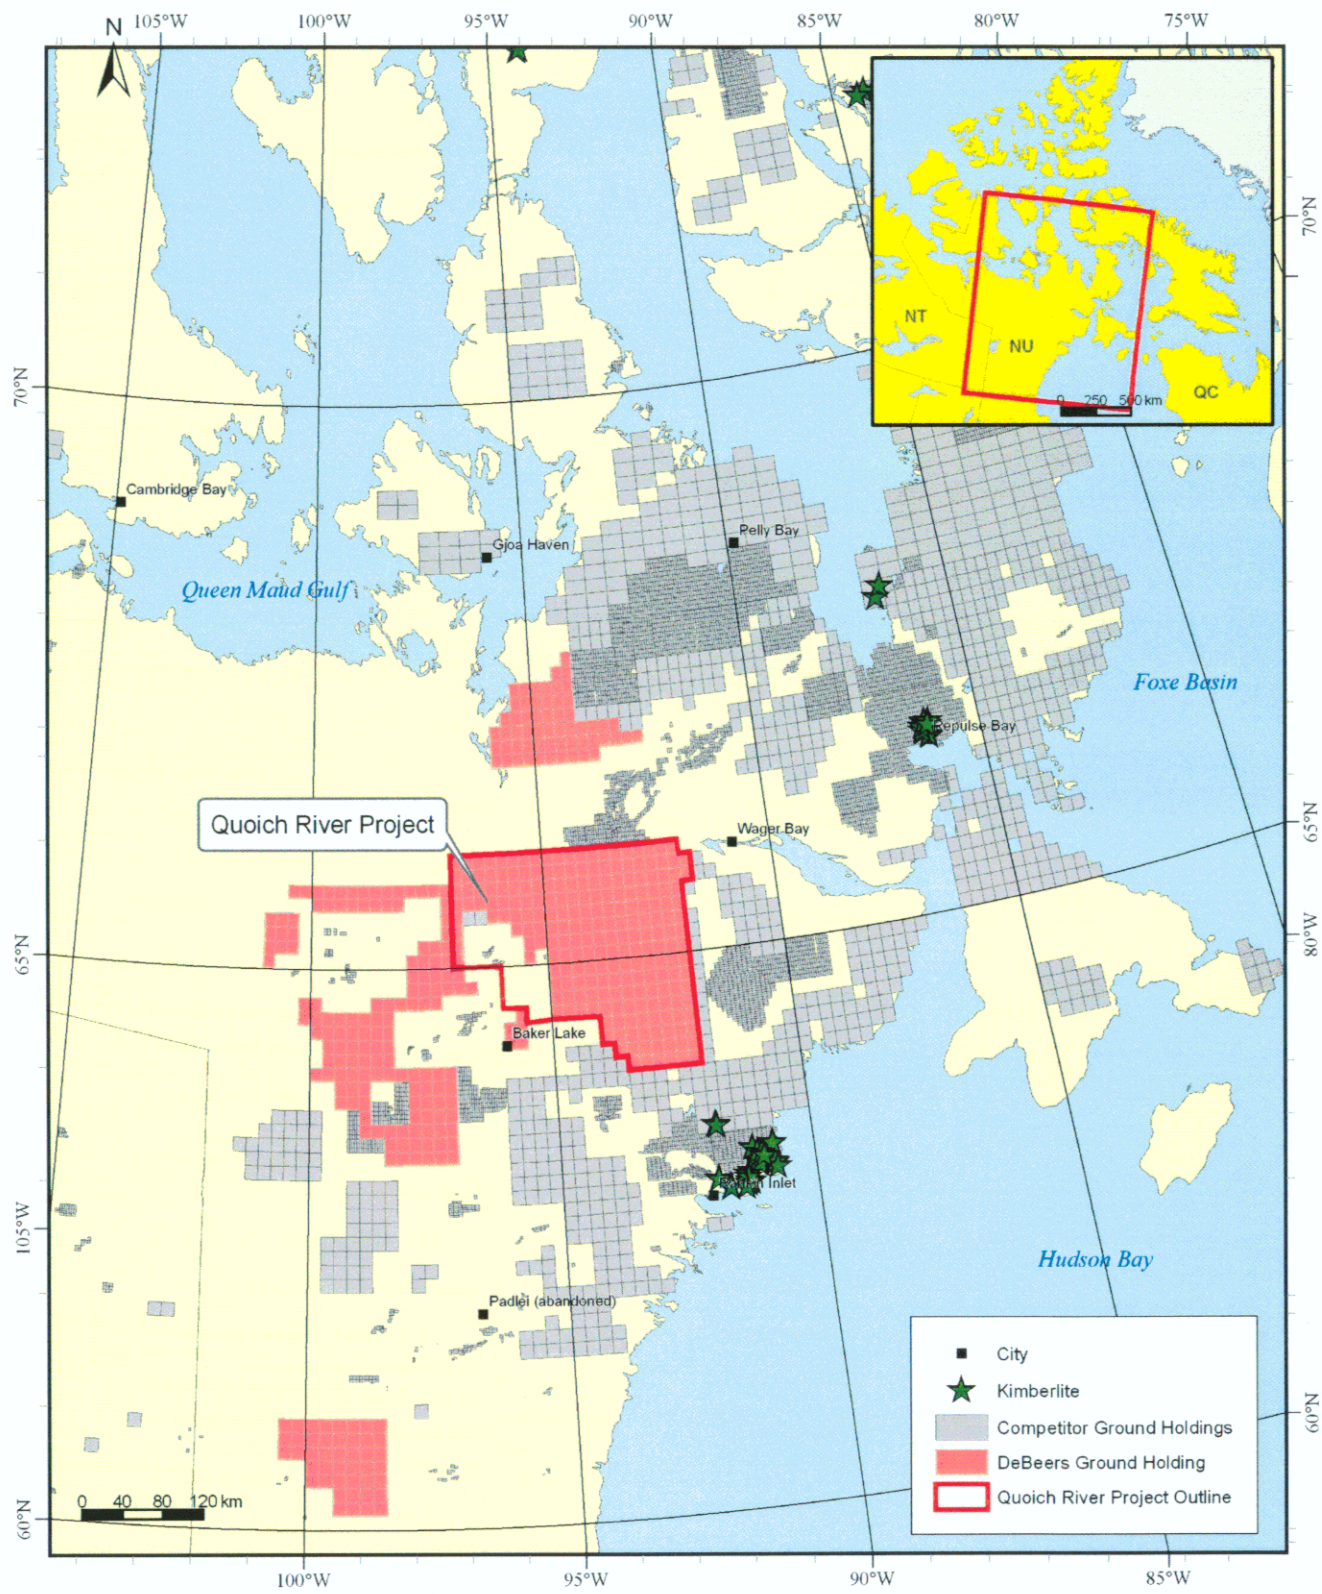 N
105°W 100°W 95°W 90°W 85°W 80°W 75°W
70°N
NT
NU
QC
0 250 500 km
70°N
Cambridge Bay
Pelly Bay
Gjoa Haven
Queen Maud Gulf
Foxe Basin
Repulse Bay
Quoich River Project
Wager Bay
65°N
80°W
65°N
Baker Lake
Inlet
105°W
Hudson Bay
Padlei (abandoned)
City
Kimberlite
60°N
Competitor Ground Holdings
DeBeers Ground Holding
Quoich River Project Outline
0 40 80 120 km
60°N
100°W 95°W 90°W 85°W